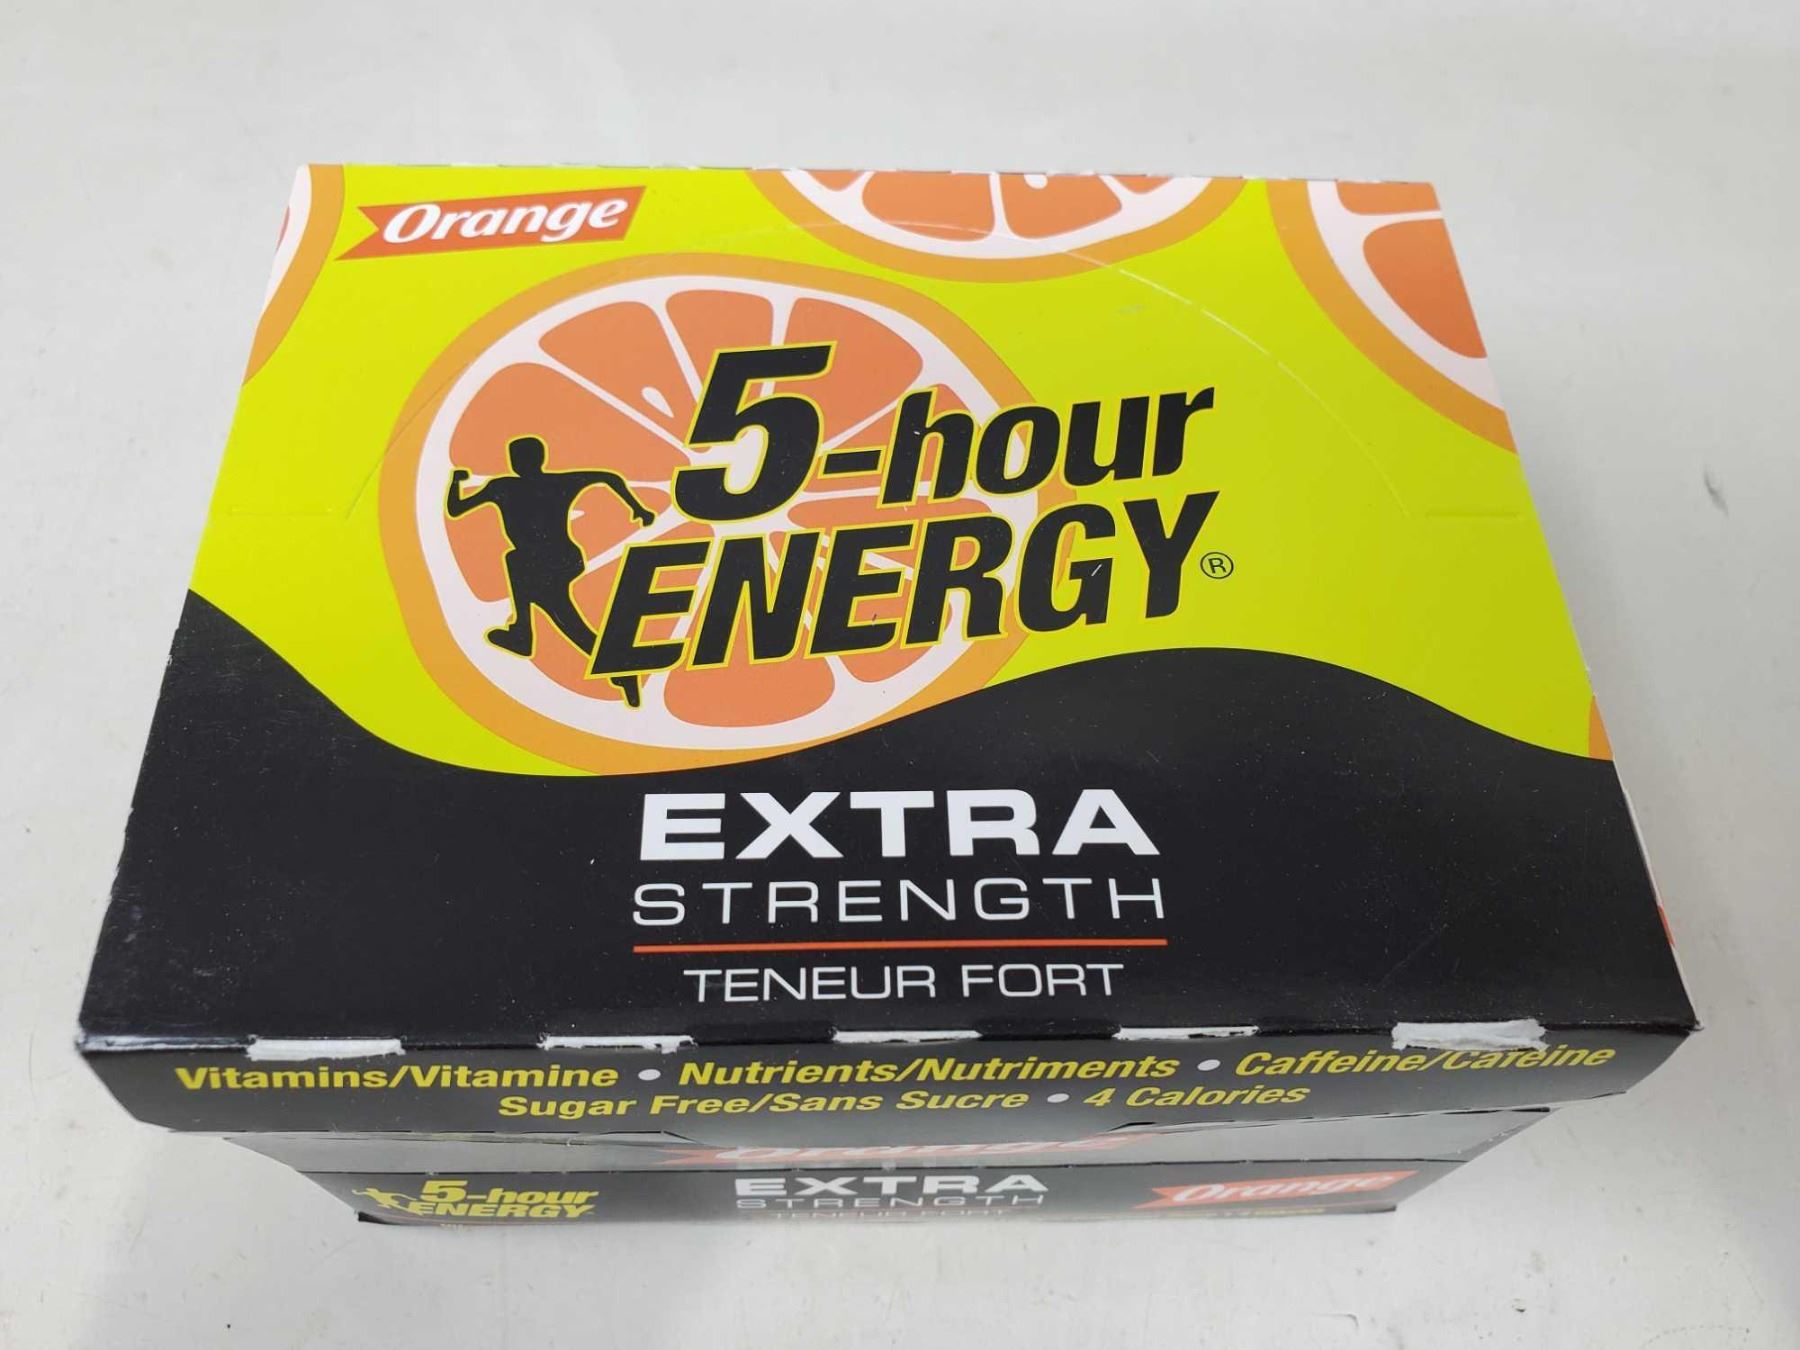 Orange
5-hour
ENERGY®
EXTRA
STRENGTH
TENEUR FORT
Vitamins/Vitamine • Nutrients/Nutriments • Caffeine/Caféine
Sugar Free/Sans Sucre • 4 Calories
Orange
5-hour
ENERGY
EXTRA
STRENGTH
TENEUR FORT
Orange